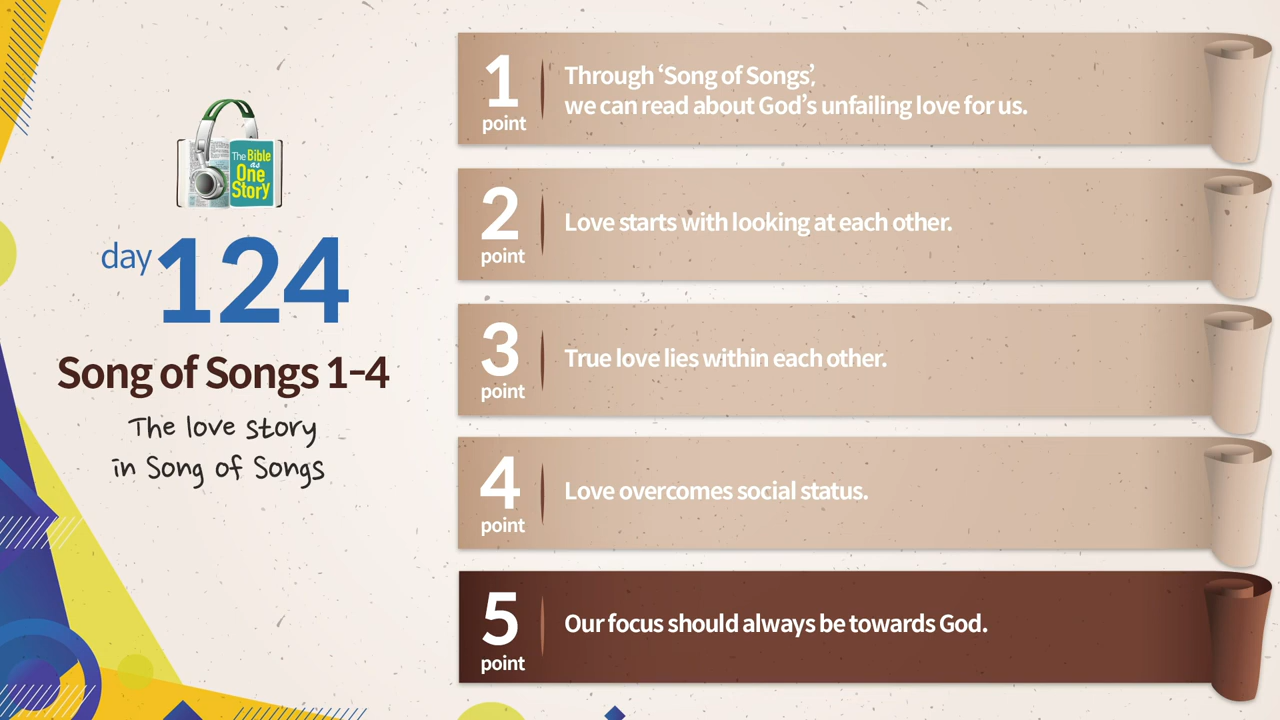 The Bible
as
One
Story
day 124
Song of Songs 1-4
The love story
in Song of Songs
1
point
Through ‘Song of Songs’,
we can read about God’s unfailing love for us.
2
point
Love starts with looking at each other.
3
point
True love lies within each other.
4
point
Love overcomes social status.
5
point
Our focus should always be towards God.